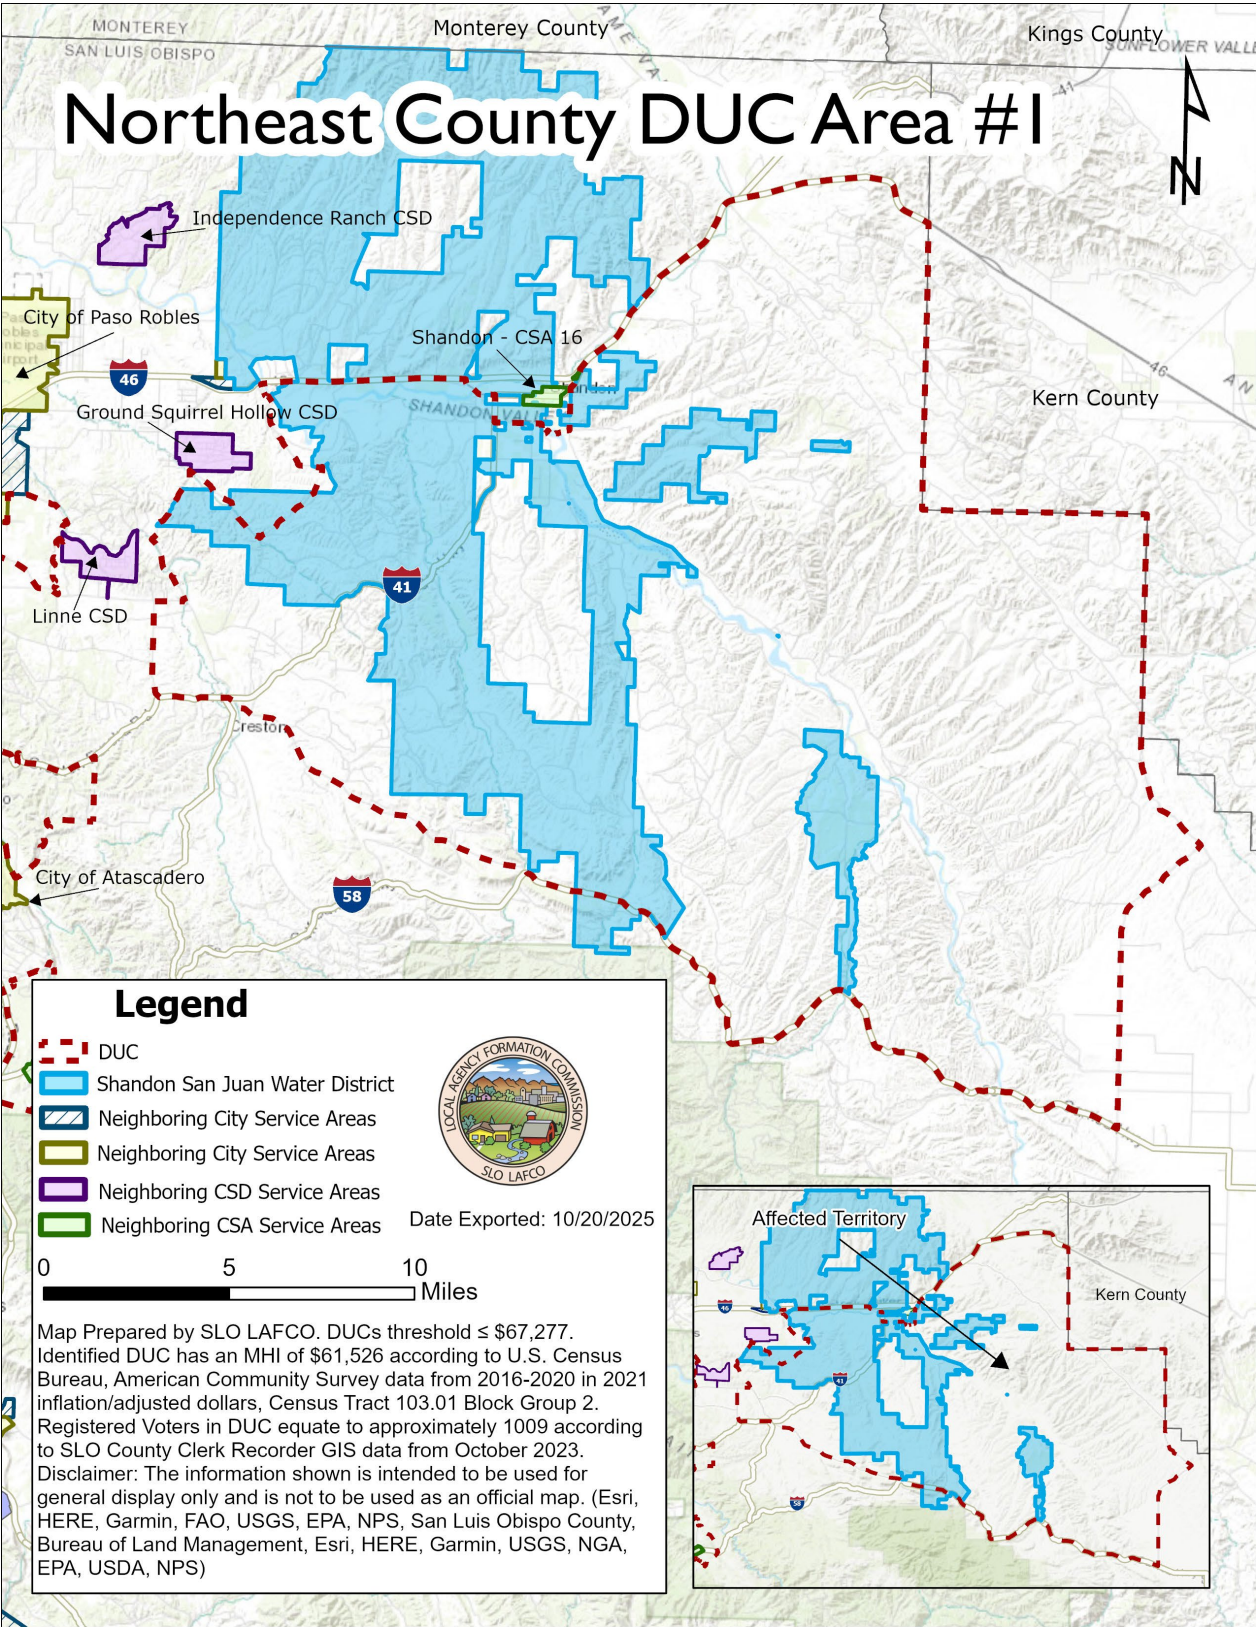 MONTEREY
Monterey County
Kings County
SAN LUIS OBISPO
SUNFLOWER VALLE
41
Northeast County DUC Area #1
N
Independence Ranch CSD
City of Paso Robles
Shandon - CSA 16
46
46
Kern County
Ground Squirrel Hollow CSD
SHANDON VALLE
41
Linne CSD
Creston
City of Atascadero
58
Legend
DUC
Shandon San Juan Water District
Neighboring City Service Areas
Neighboring City Service Areas
Neighboring CSD Service Areas
Neighboring CSA Service Areas
LOCAL AGENCY FORMATION COMMISSION
SLO LAFCO
Date Exported: 10/20/2025
0 5 10
Miles
Map Prepared by SLO LAFCO. DUCs threshold ≤ $67,277.
Identified DUC has an MHI of $61,526 according to U.S. Census
Bureau, American Community Survey data from 2016-2020 in 2021
inflation/adjusted dollars, Census Tract 103.01 Block Group 2.
Registered Voters in DUC equate to approximately 1009 according
to SLO County Clerk Recorder GIS data from October 2023.
Disclaimer: The information shown is intended to be used for
general display only and is not to be used as an official map. (Esri,
HERE, Garmin, FAO, USGS, EPA, NPS, San Luis Obispo County,
Bureau of Land Management, Esri, HERE, Garmin, USGS, NGA,
EPA, USDA, NPS)
Affected Territory
Kern County
46
41
58